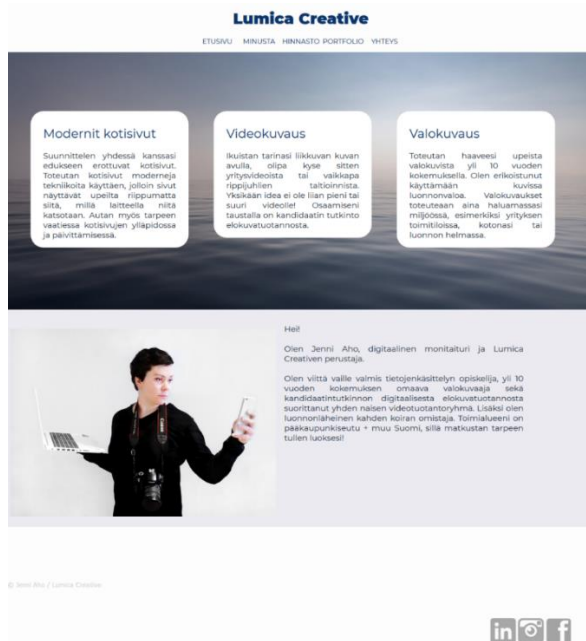 Lumica Creative
ETUSIVU MINUSTA HINNASTO PORTFOLIO YHTEYS
Modernit kotisivut
Suunnittelen yhdessä kanssasi
edukseen erottuvat kotisivut.
Toteutan kotisivut moderneja
tekniikoita käyttäen, jolloin sivut
näyttävät upeilta riippumatta
siitä, millä laitteella niitä
katsotaan. Autan myös tarpeen
vaatiessa kotisivujen ylläpidossa
ja päivittämisessä.
Videokuvaus
Ikuistan tarinasi liikkuvan kuvan
avulla, olipa kyse sitten
yritysvideoista tai vaikkapa
rippijuhlien taltioinnista.
Yksikään idea ei ole liian pieni tai
suuri videolle! Osaamiseni
taustalla on kandidaatin tutkinto
elokuvatuotannosta.
Valokuvaus
Toteutan haaveesi upeista
valokuvista yli 10 vuoden
kokemuksella. Olen erikoistunut
käyttämään kuvissa
luonnonvaloa. Valokuvaukset
toteuteaan aina haluamassasi
miljöössä, esimerkiksi yrityksen
toimitiloissa, kotonasi tai
luonnon helmassa.
Hei!
Olen Jenni Aho, digitaalinen monitaituri ja Lumica
Creativen perustaja.
Olen viittä vaille valmis tietojenkäsittelyn opiskelija, yli 10
vuoden kokemuksen omaava valokuvaaja sekä
kandidaatintutkinnon digitaalisesta elokuvatuotannosta
suorittanut yhden naisen videotuotantoryhmä. Lisäksi olen
luonnonläheinen kahden koiran omistaja. Toimialueeni on
pääkaupunkiseutu + muu Suomi, sillä matkustan tarpeen
tullen luoksesi!
© Jenni Aho / Lumica Creative
in f